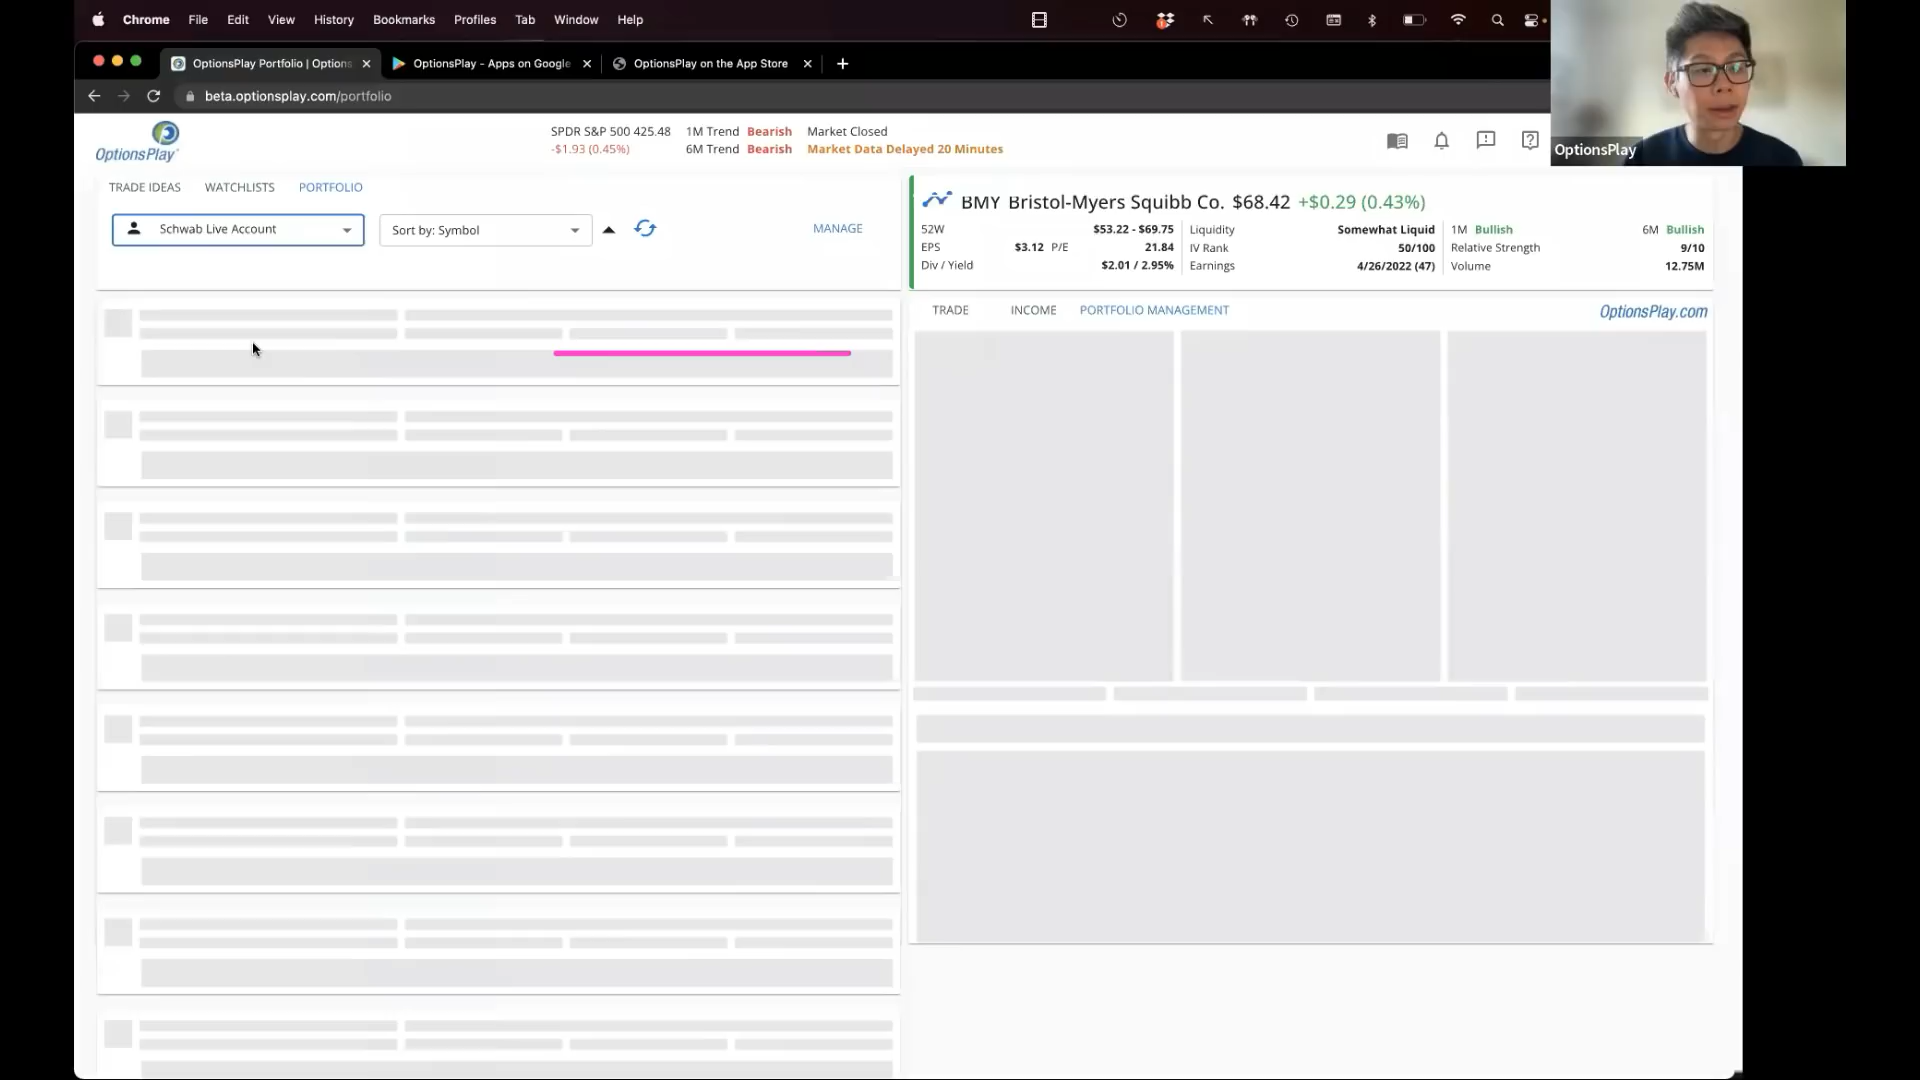 Chrome File Edit View History Bookmarks Profiles Tab Window Help
OptionsPlay Portfolio | Options
OptionsPlay - Apps on Google
OptionsPlay on the App Store
beta.optionsplay.com/portfolio
OptionsPlay
OptionsPlay
SPDR S&P 500 425.48 1M Trend Bearish Market Closed
-$1.93 (0.45%) 6M Trend Bearish Market Data Delayed 20 Minutes
TRADE IDEAS WATCHLISTS PORTFOLIO
Schwab Live Account
Sort by: Symbol
MANAGE
BMY Bristol-Myers Squibb Co. $68.42 +$0.29 (0.43%)
52W $53.22 - $69.75 Liquidity Somewhat Liquid 1M Bullish 6M Bullish
EPS $3.12 P/E 21.84 IV Rank 50/100 Relative Strength 9/10
Div / Yield $2.01 / 2.95% Earnings 4/26/2022 (47) Volume 12.75M
TRADE INCOME PORTFOLIO MANAGEMENT OptionsPlay.com